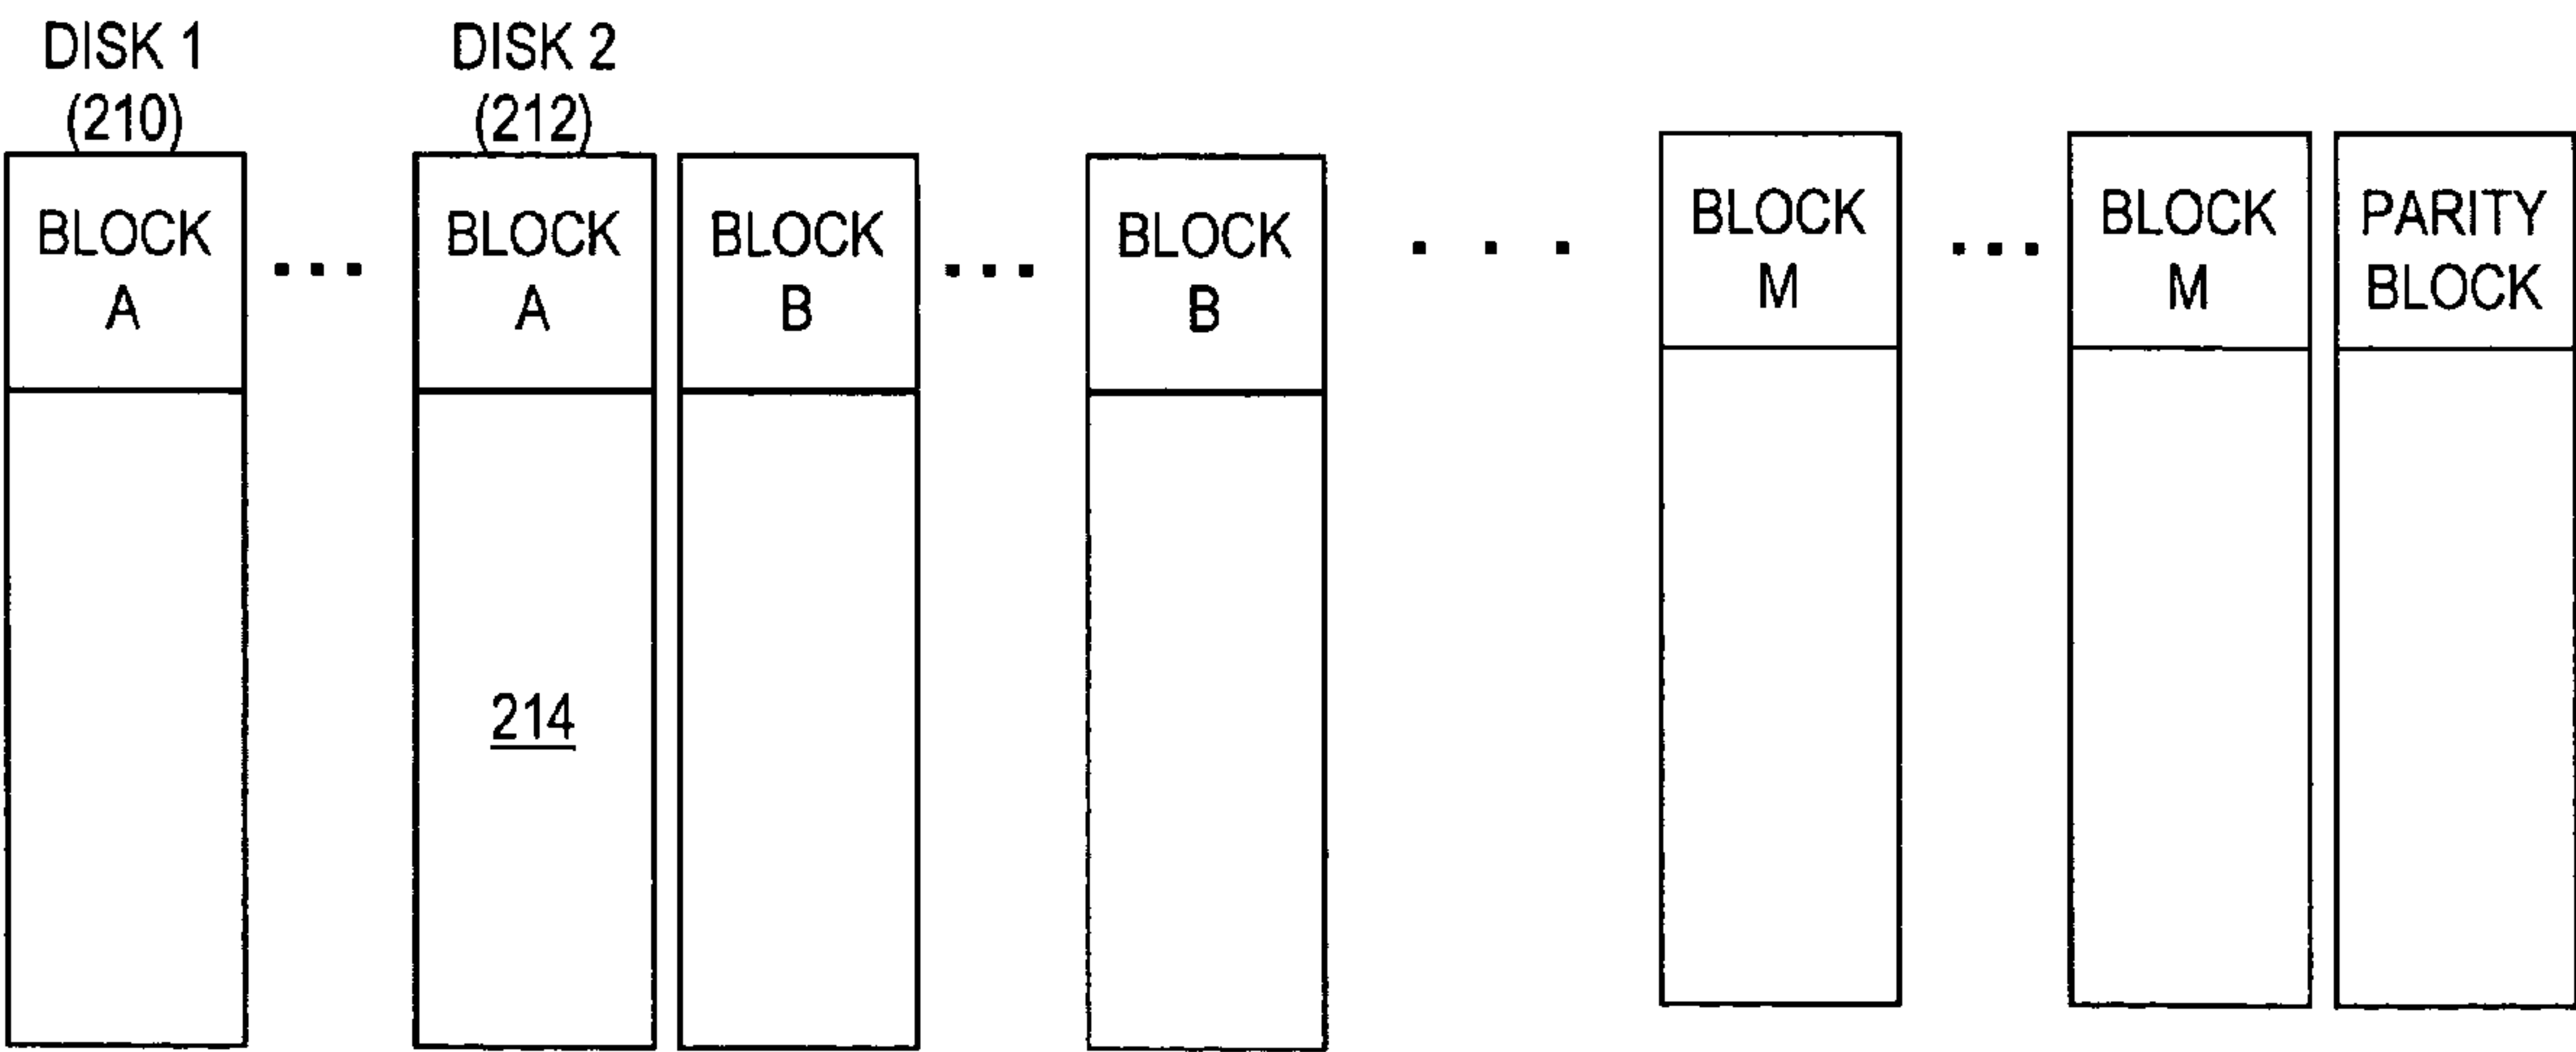 DISK 1
(210)
DISK 2
(212)
BLOCK
A
BLOCK
A
BLOCK
B
BLOCK
B
BLOCK
M
BLOCK
M
PARITY
BLOCK
214